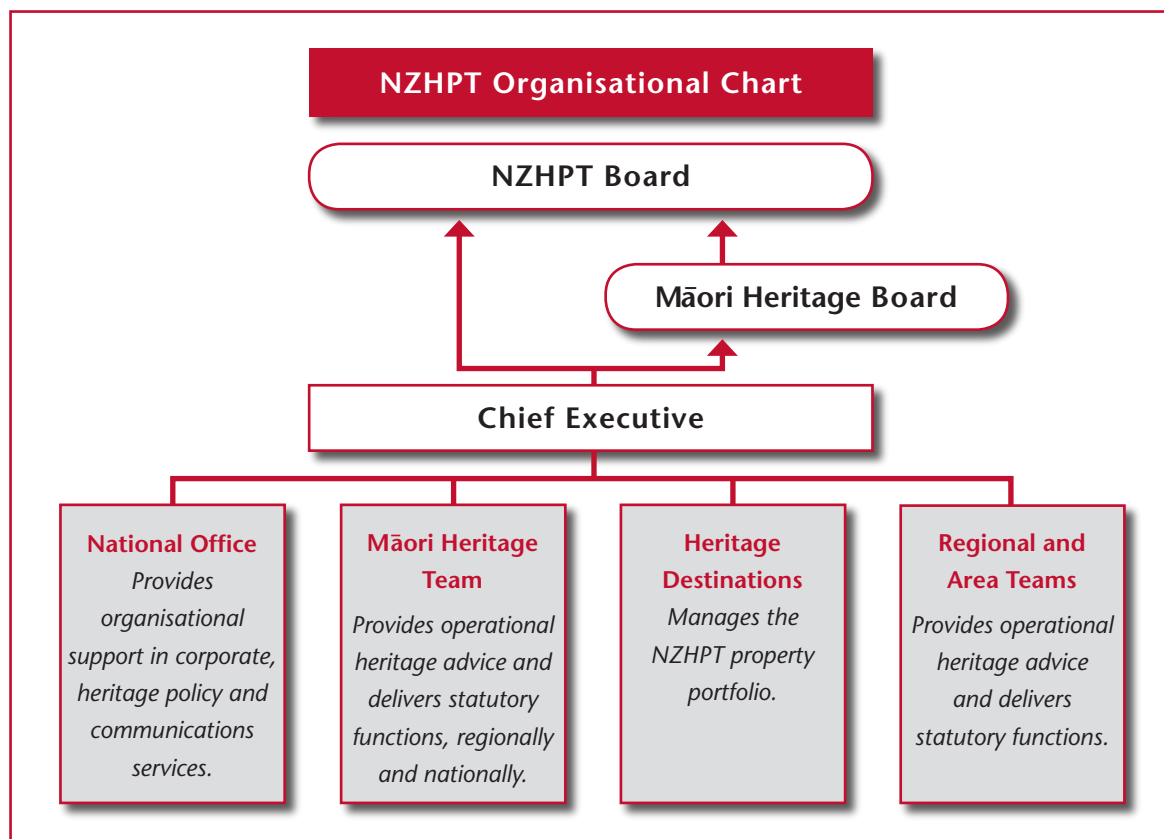 NZHPT Organisational Chart
NZHPT Board
Māori Heritage Board
Chief Executive
National Office
Provides
organisational
support in corporate,
heritage policy and
communications
services.
Māori Heritage
Team
Provides operational
heritage advice and
delivers statutory
functions, regionally
and nationally.
Heritage
Destinations
Manages the
NZHPT property
portfolio.
Regional and
Area Teams
Provides operational
heritage advice
and delivers
statutory functions.